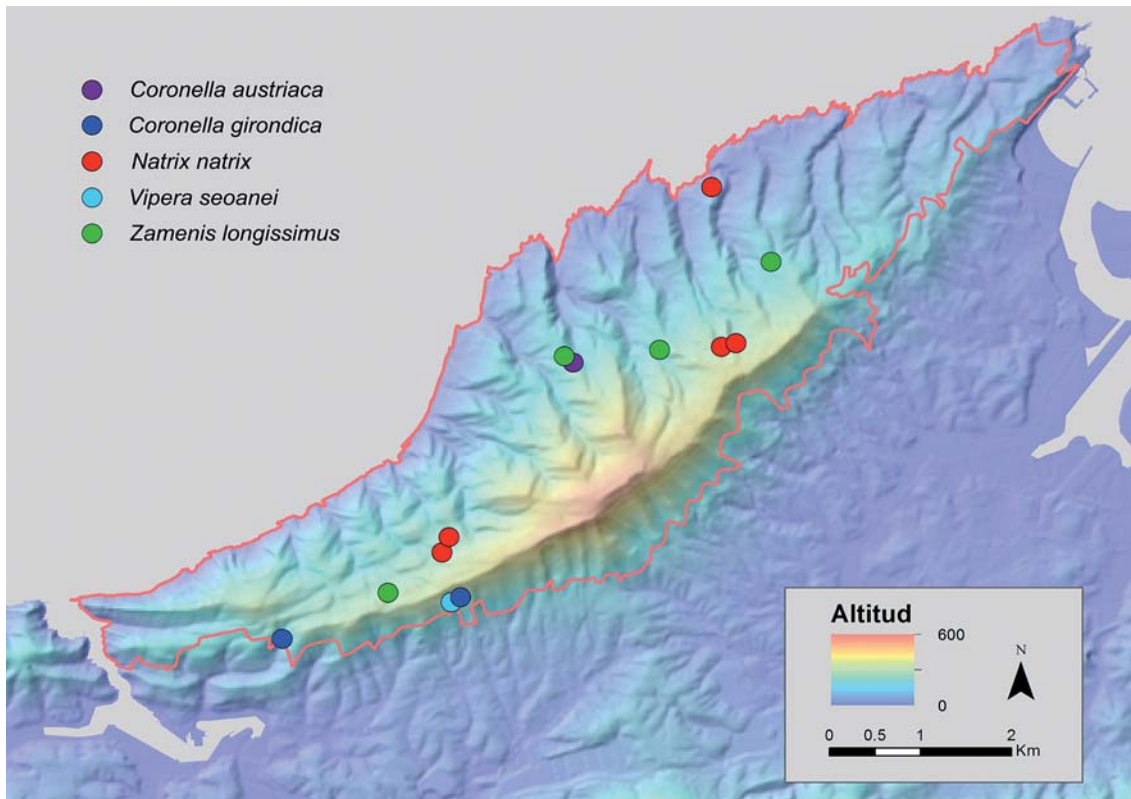 Coronella austriaca
Coronella girondica
Natrix natrix
Vipera seoanei
Zamenis longissimus
Altitud
600
0
N
0 0.5 1 2
Km